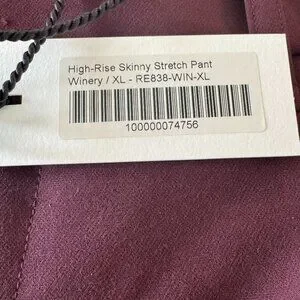 High-Rise Skinny Stretch Pant
Winery / XL - RE838-WIN-XL
100000074756